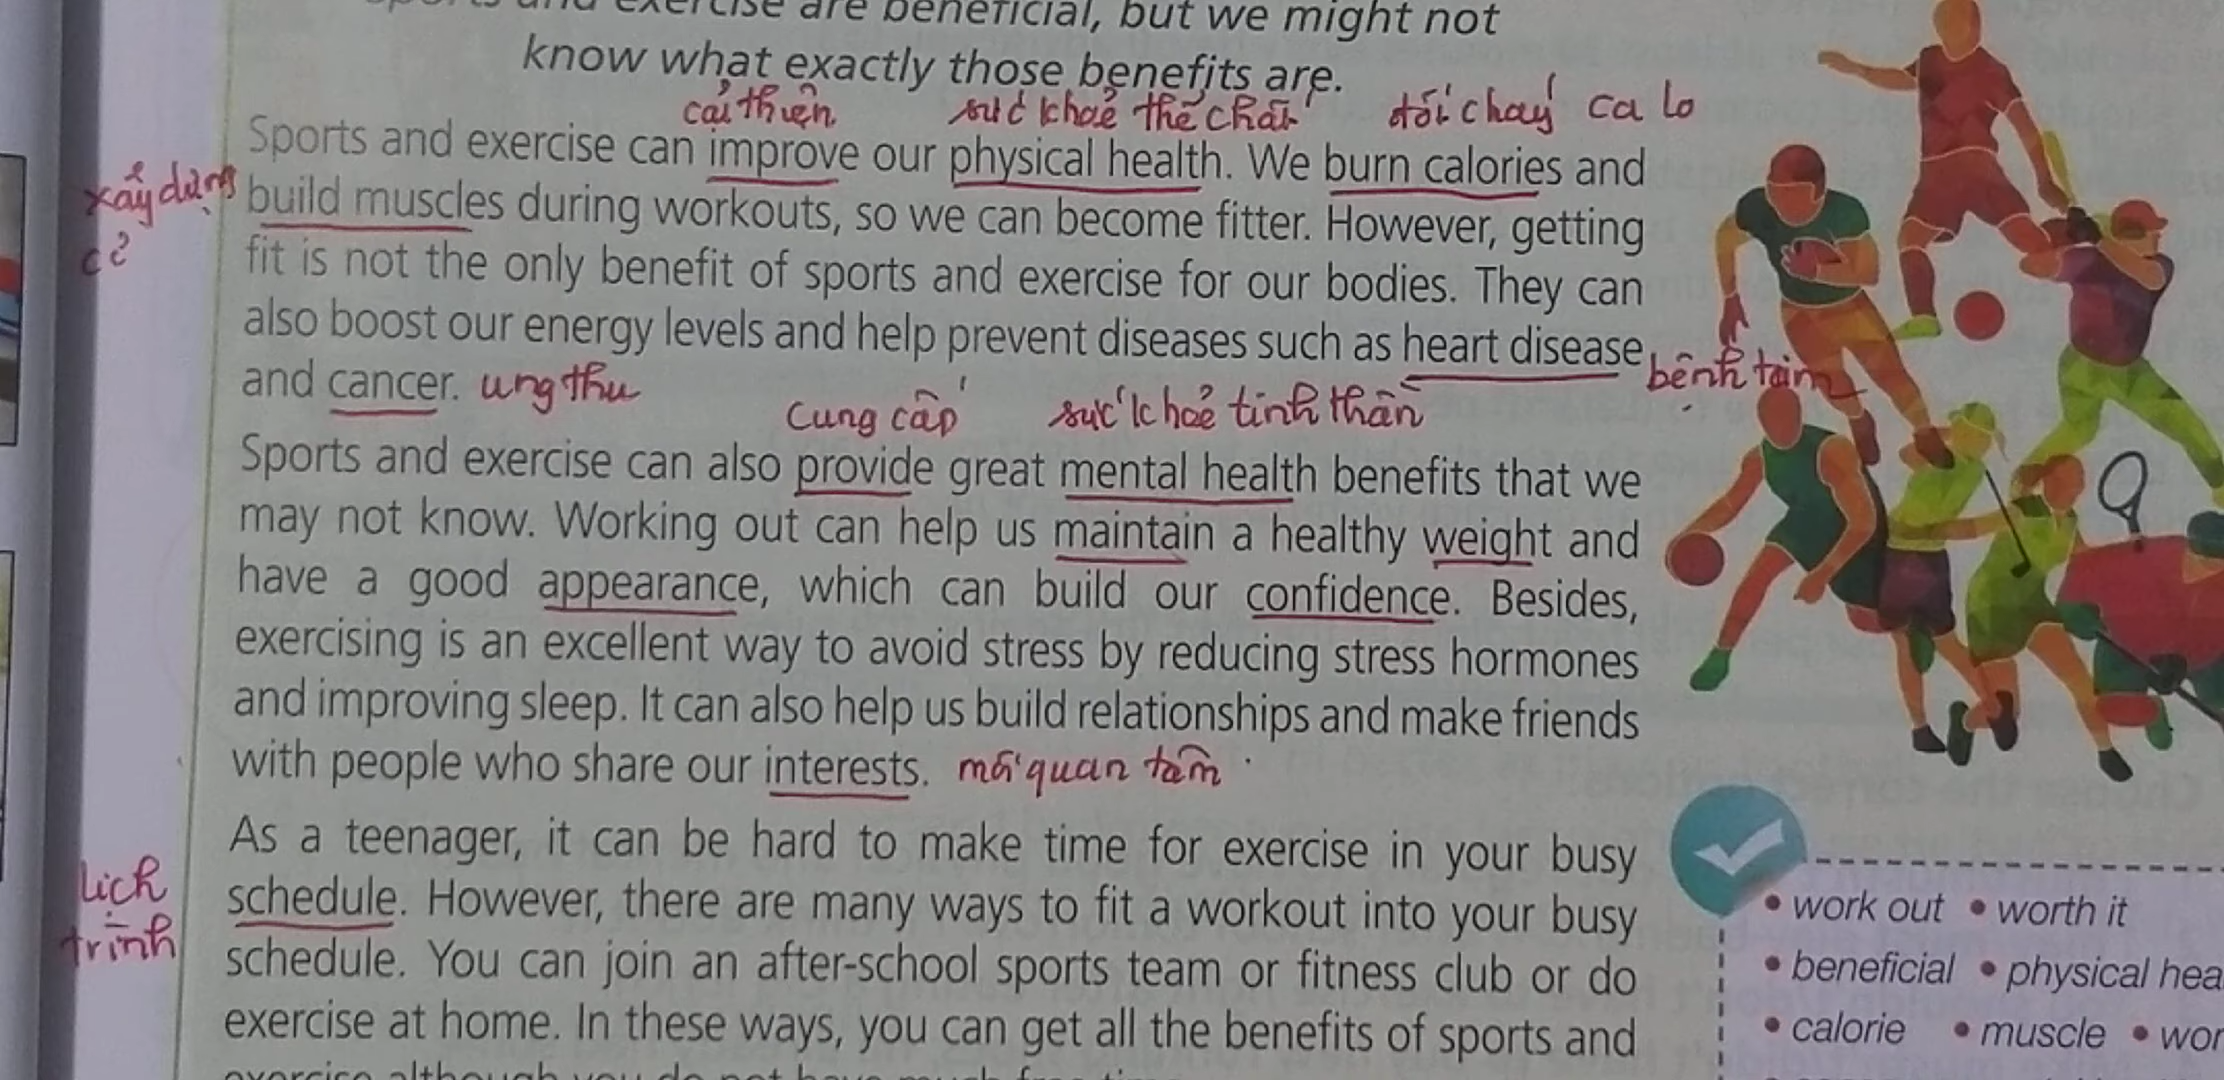 and exercise are beneficial, but we might not
know what exactly those benefits are.
cải thiện sức khoẻ thể chất đốt cháy ca lo
Sports and exercise can improve our physical health. We burn calories and
xây dựng build muscles during workouts, so we can become fitter. However, getting
cơ fit is not the only benefit of sports and exercise for our bodies. They can
also boost our energy levels and help prevent diseases such as heart disease
and cancer. ung thư bệnh tim
cung cấp sức khoẻ tinh thần
Sports and exercise can also provide great mental health benefits that we
may not know. Working out can help us maintain a healthy weight and
have a good appearance, which can build our confidence. Besides,
exercising is an excellent way to avoid stress by reducing stress hormones
and improving sleep. It can also help us build relationships and make friends
with people who share our interests. mối quan tâm
As a teenager, it can be hard to make time for exercise in your busy
lịch schedule. However, there are many ways to fit a workout into your busy
trình schedule. You can join an after-school sports team or fitness club or do
exercise at home. In these ways, you can get all the benefits of sports and
exercise although you do not have much free time.
• work out • worth it
• beneficial • physical hea
• calorie • muscle • wor